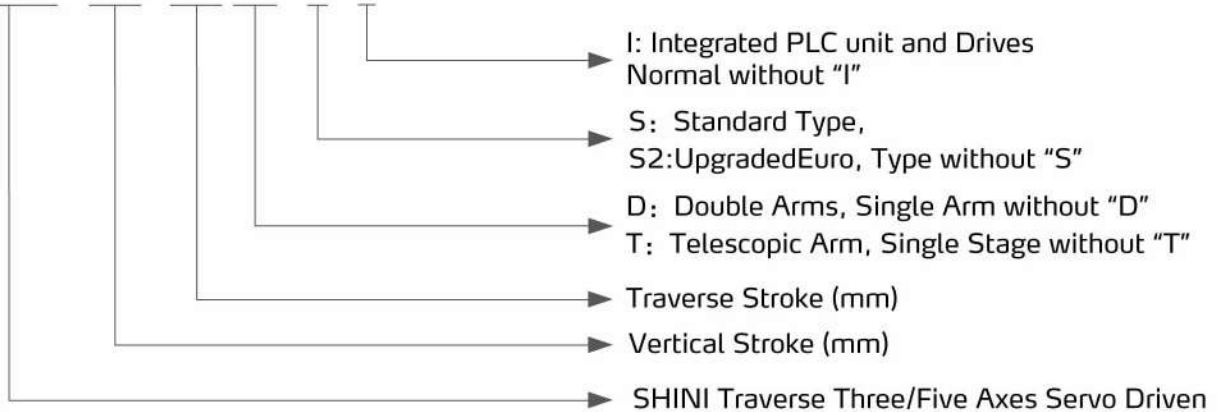 I: Integrated PLC unit and Drives
Normal without “I”
S: Standard Type,
S2:UpgradedEuro, Type without “S”
D: Double Arms, Single Arm without “D”
T: Telescopic Arm, Single Stage without “T”
Traverse Stroke (mm)
Vertical Stroke (mm)
SHINI Traverse Three/Five Axes Servo Driven